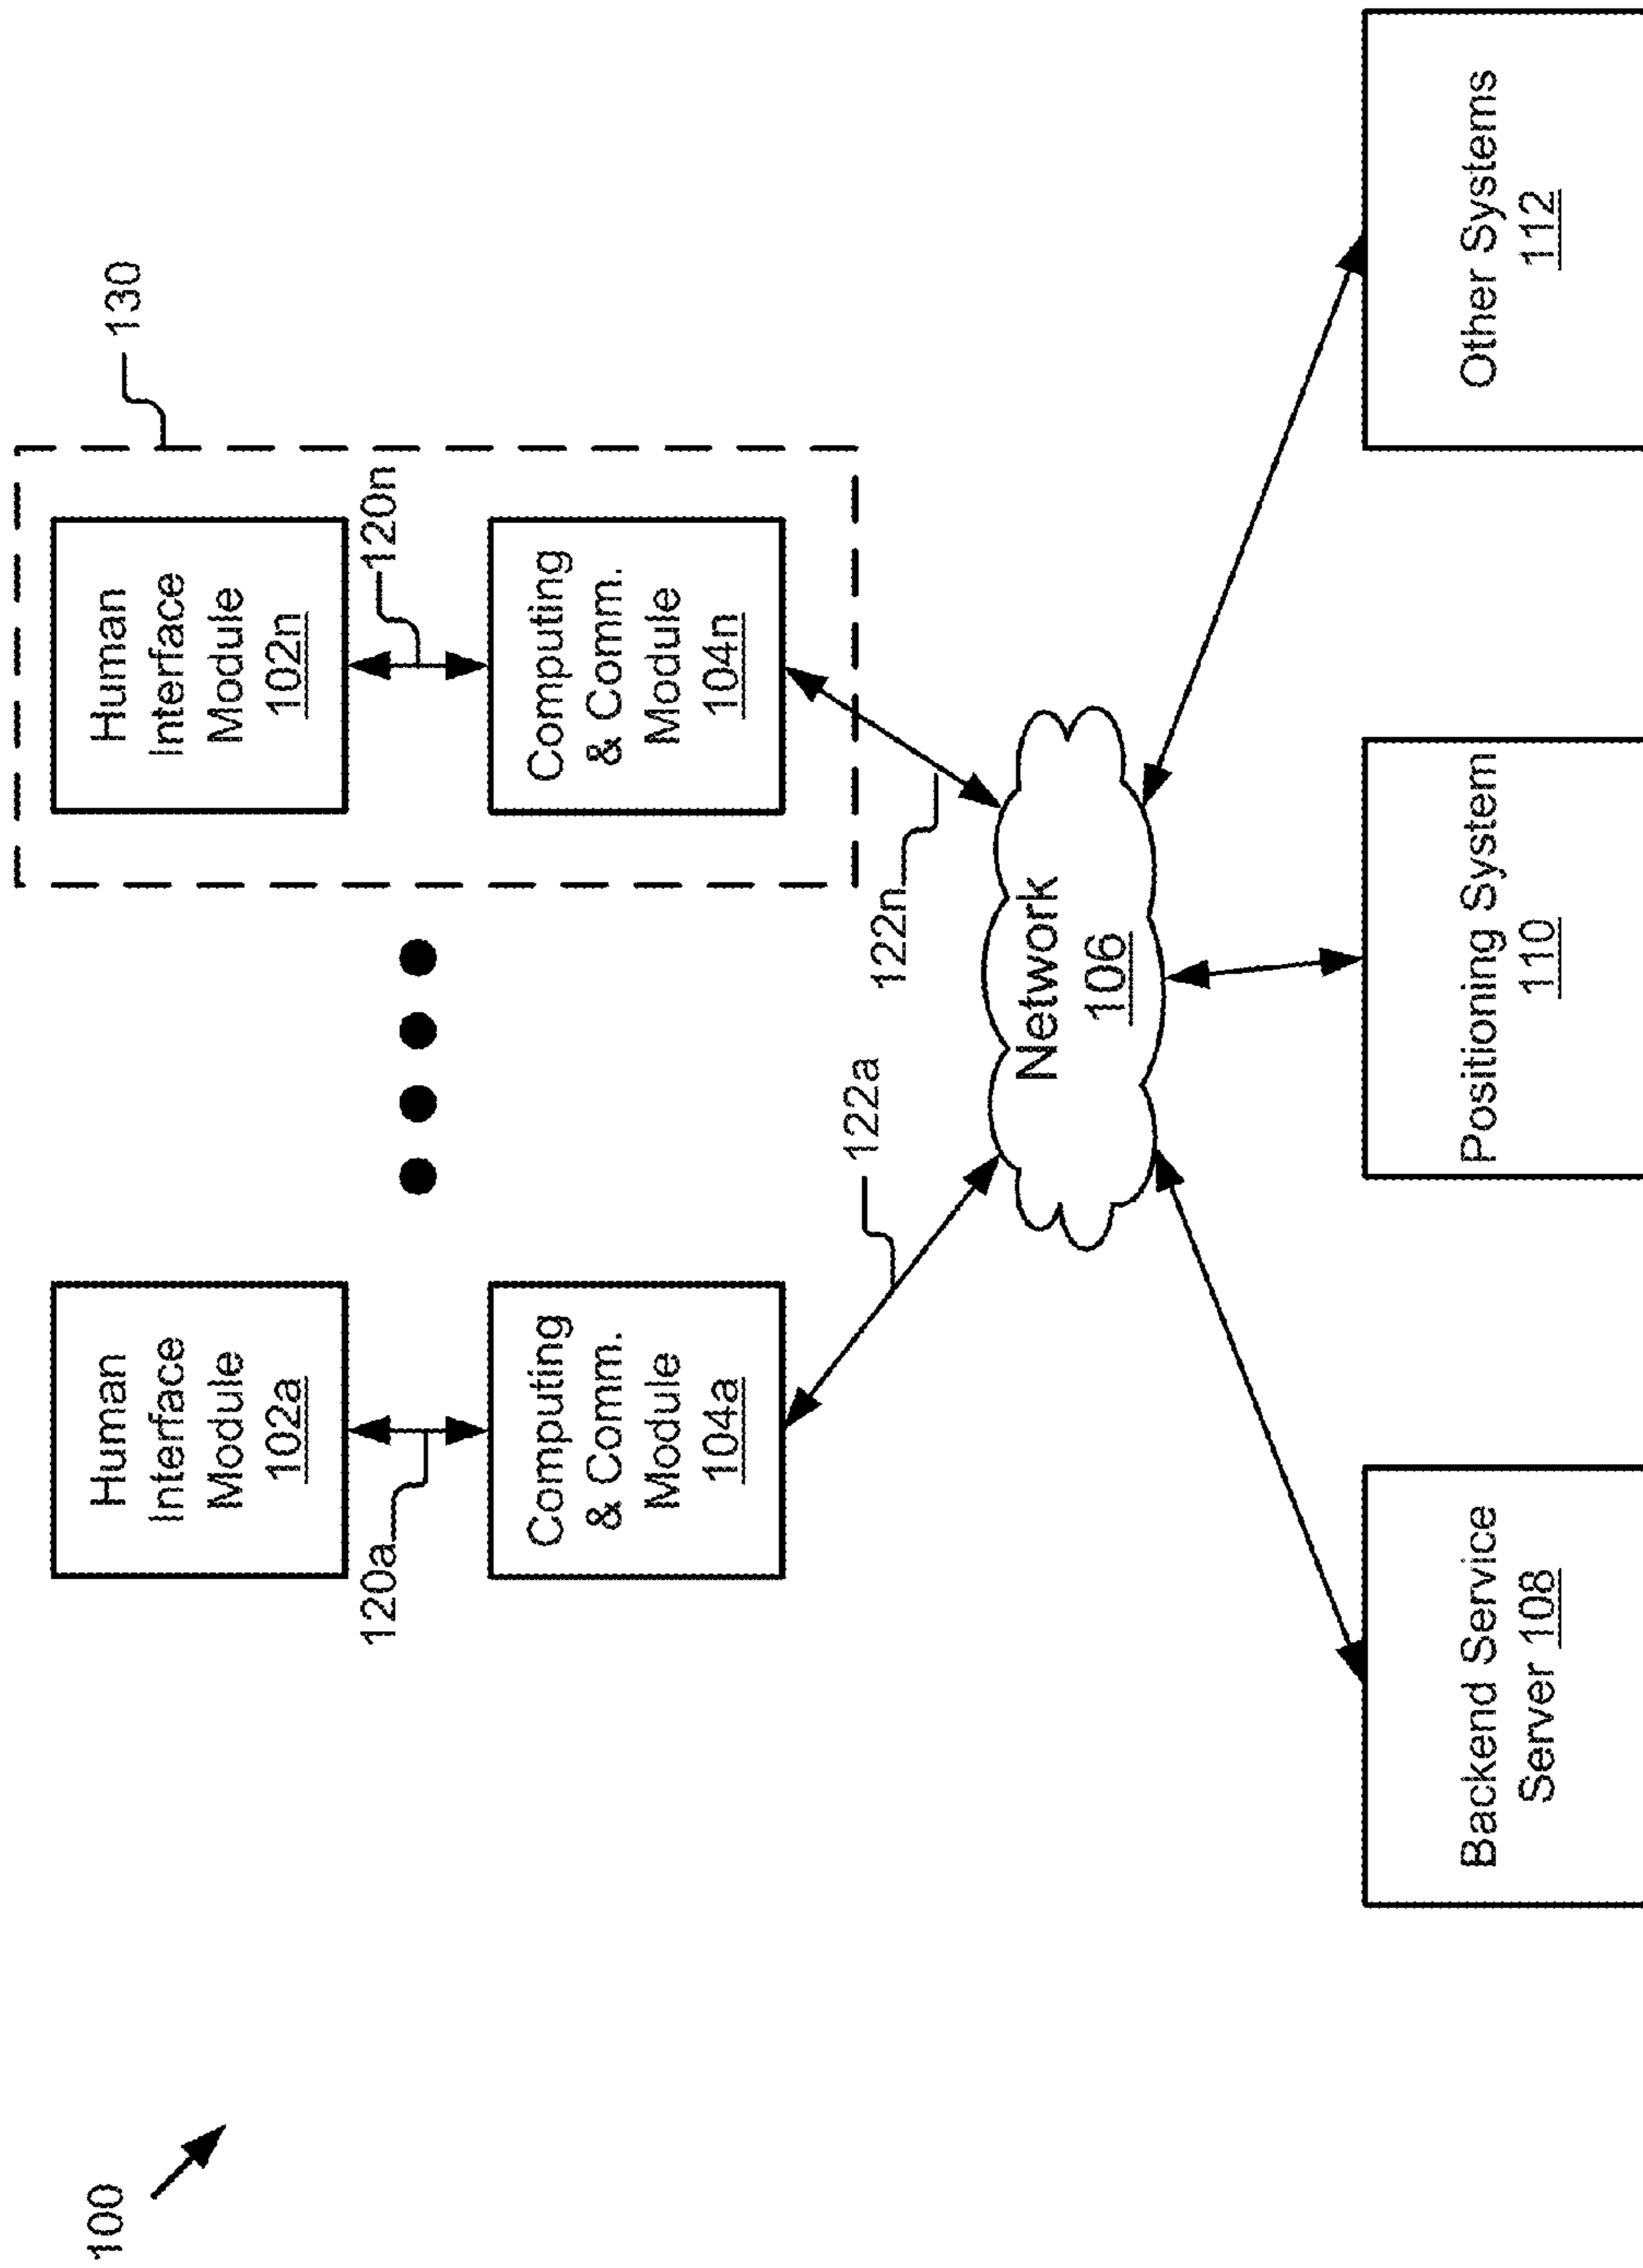 100
Human
Interface
Module
102a
120a
Computing
& Comm.
Module
104a
122a
130
Human
Interface
Module
102n
120n
Computing
& Comm.
Module
104n
122n
Network
106
Backend Service
Server 108
Positioning System
110
Other Systems
112